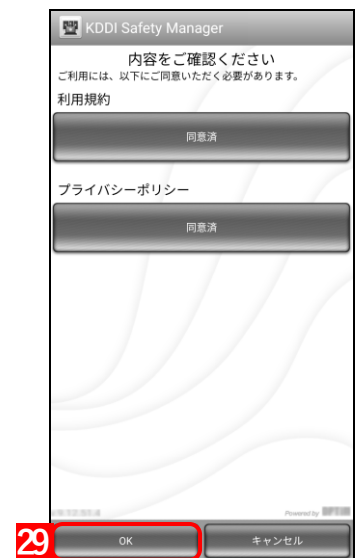 KDDI Safety Manager
内容をご確認ください
ご利用には、以下にご同意いただく必要があります。
利用規約
同意済
プライバシーポリシー
同意済
Powered by
29
OK
キャンセル